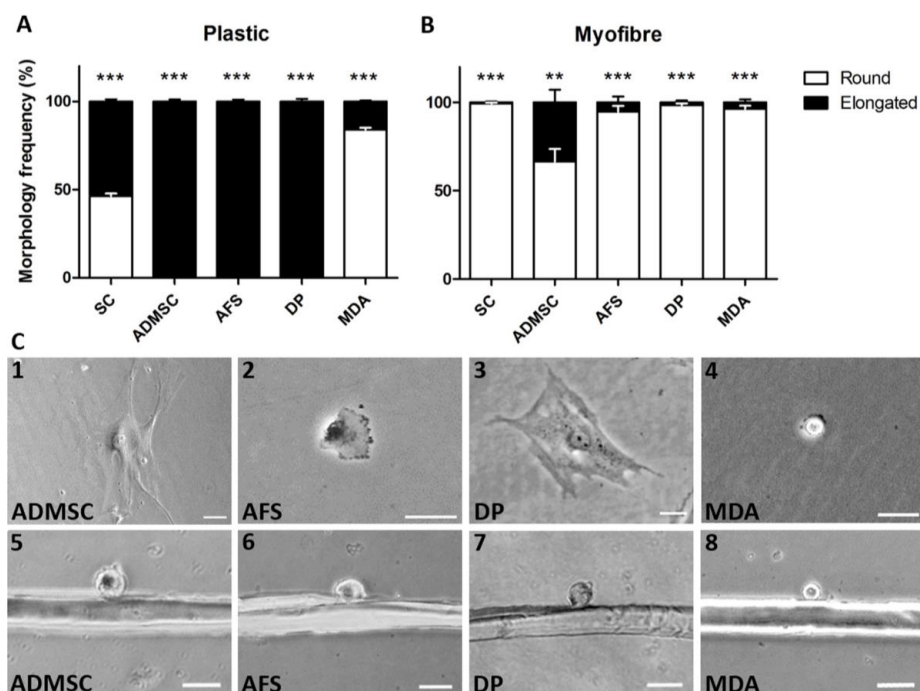 A
Plastic
Morphology frequency (%)
*** *** *** *** ***
100
50
0
SC ADMSC AFS DP MDA
B
Myofibre
*** ** *** *** ***
100
50
0
SC ADMSC AFS DP MDA
Round
Elongated
C
1 ADMSC
2 AFS
3 DP
4 MDA
5 ADMSC
6 AFS
7 DP
8 MDA